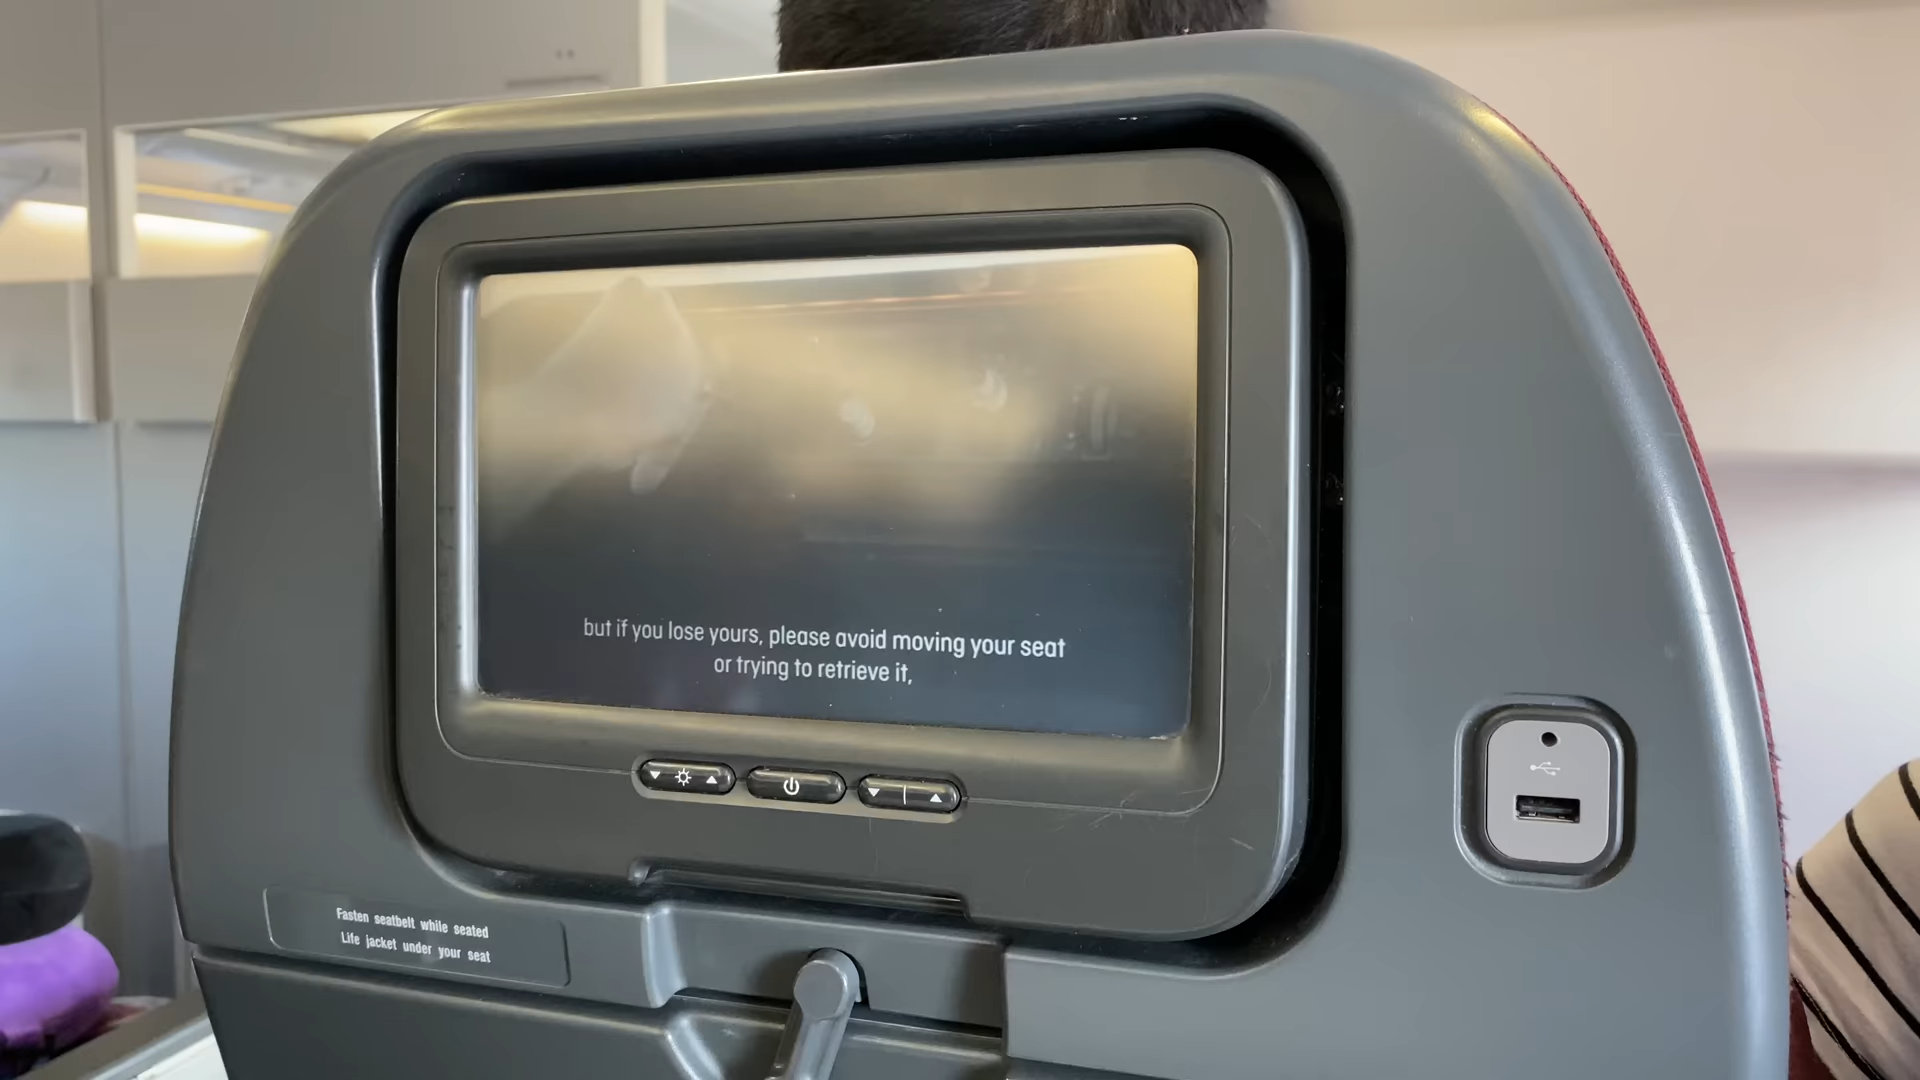 but if you lose yours, please avoid moving your seat
or trying to retrieve it,
Fasten seatbelt while seated
Life jacket under your seat